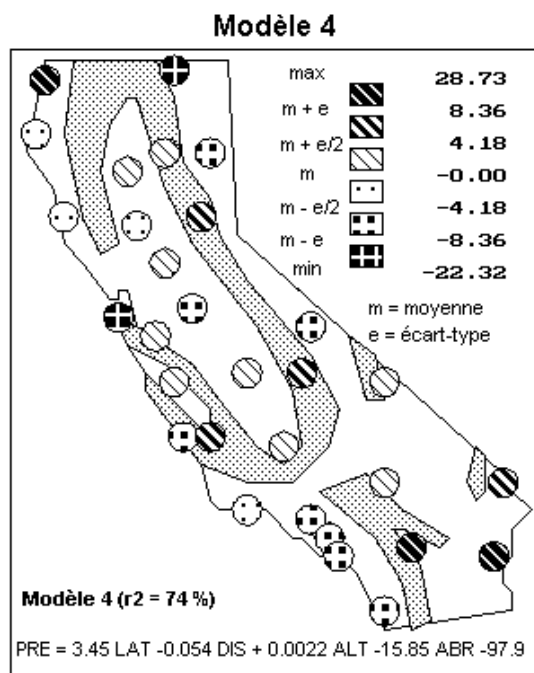 Modèle 4
max
28.73
m + e
8.36
m + e/2
4.18
m
-0.00
m - e/2
-4.18
m - e
-8.36
min
-22.32
m = moyenne
e = écart-type
Modèle 4 (r2 = 74 %)
PRE = 3.45 LAT -0.054 DIS + 0.0022 ALT -15.85 ABR -97.9